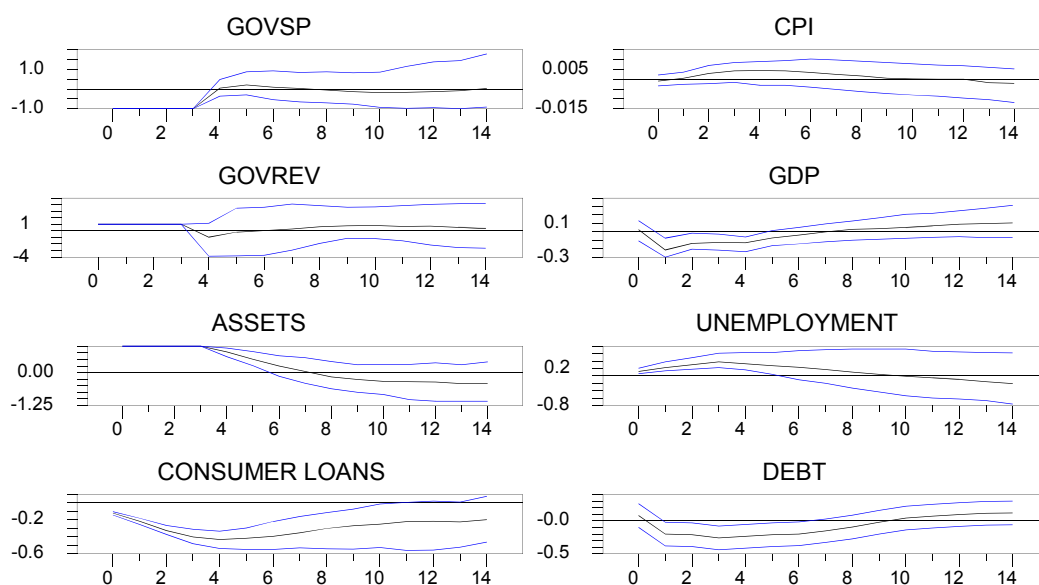 GOVSP
1.0
-1.0
0 2 4 6 8 10 12 14
CPI
0.005
-0.015
0 2 4 6 8 10 12 14
GOVREV
1
-4
0 2 4 6 8 10 12 14
GDP
0.1
-0.3
0 2 4 6 8 10 12 14
ASSETS
0.00
-1.25
0 2 4 6 8 10 12 14
UNEMPLOYMENT
0.2
-0.8
0 2 4 6 8 10 12 14
CONSUMER LOANS
-0.2
-0.6
0 2 4 6 8 10 12 14
DEBT
-0.0
-0.5
0 2 4 6 8 10 12 14